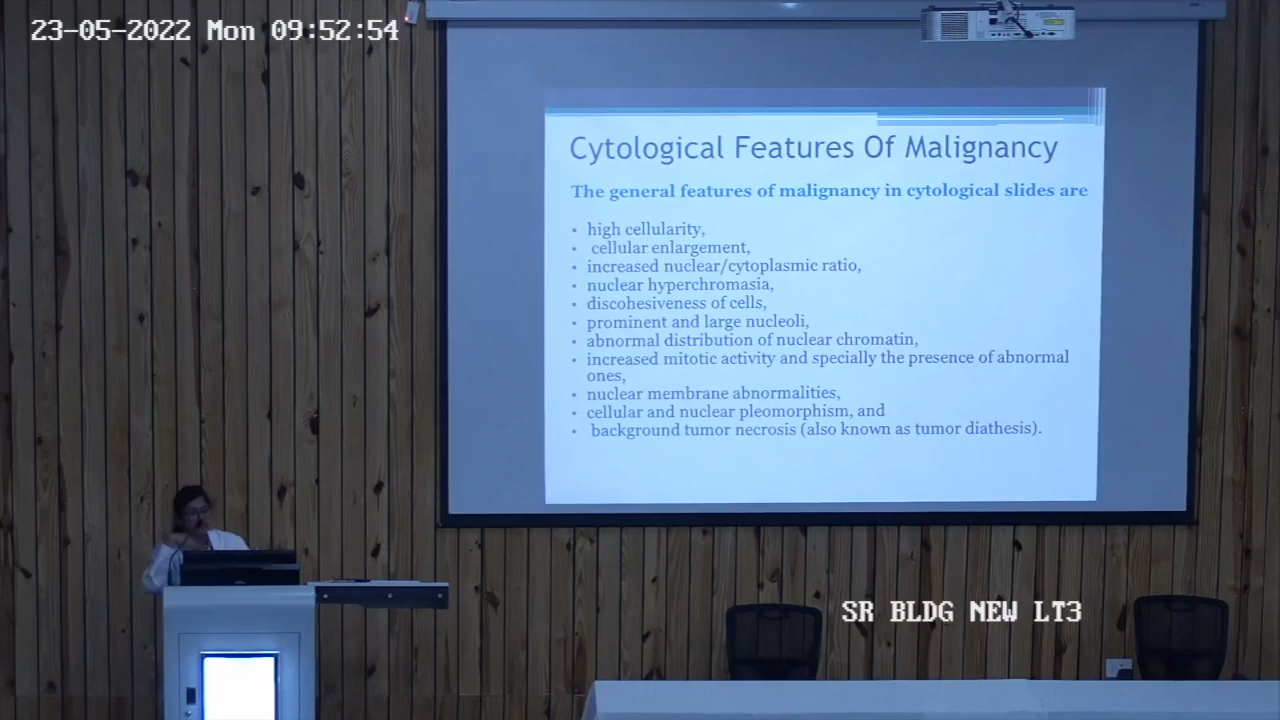 23-05-2022 Mon 09:52:54
Cytological Features Of Malignancy
The general features of malignancy in cytological slides are
• high cellularity,
• cellular enlargement,
• increased nuclear/cytoplasmic ratio,
• nuclear hyperchromasia,
• discohesiveness of cells,
• prominent and large nucleoli,
• abnormal distribution of nuclear chromatin,
• increased mitotic activity and specially the presence of abnormal
ones,
• nuclear membrane abnormalities,
• cellular and nuclear pleomorphism, and
• background tumor necrosis (also known as tumor diathesis).
SR BLDG NEW LT3